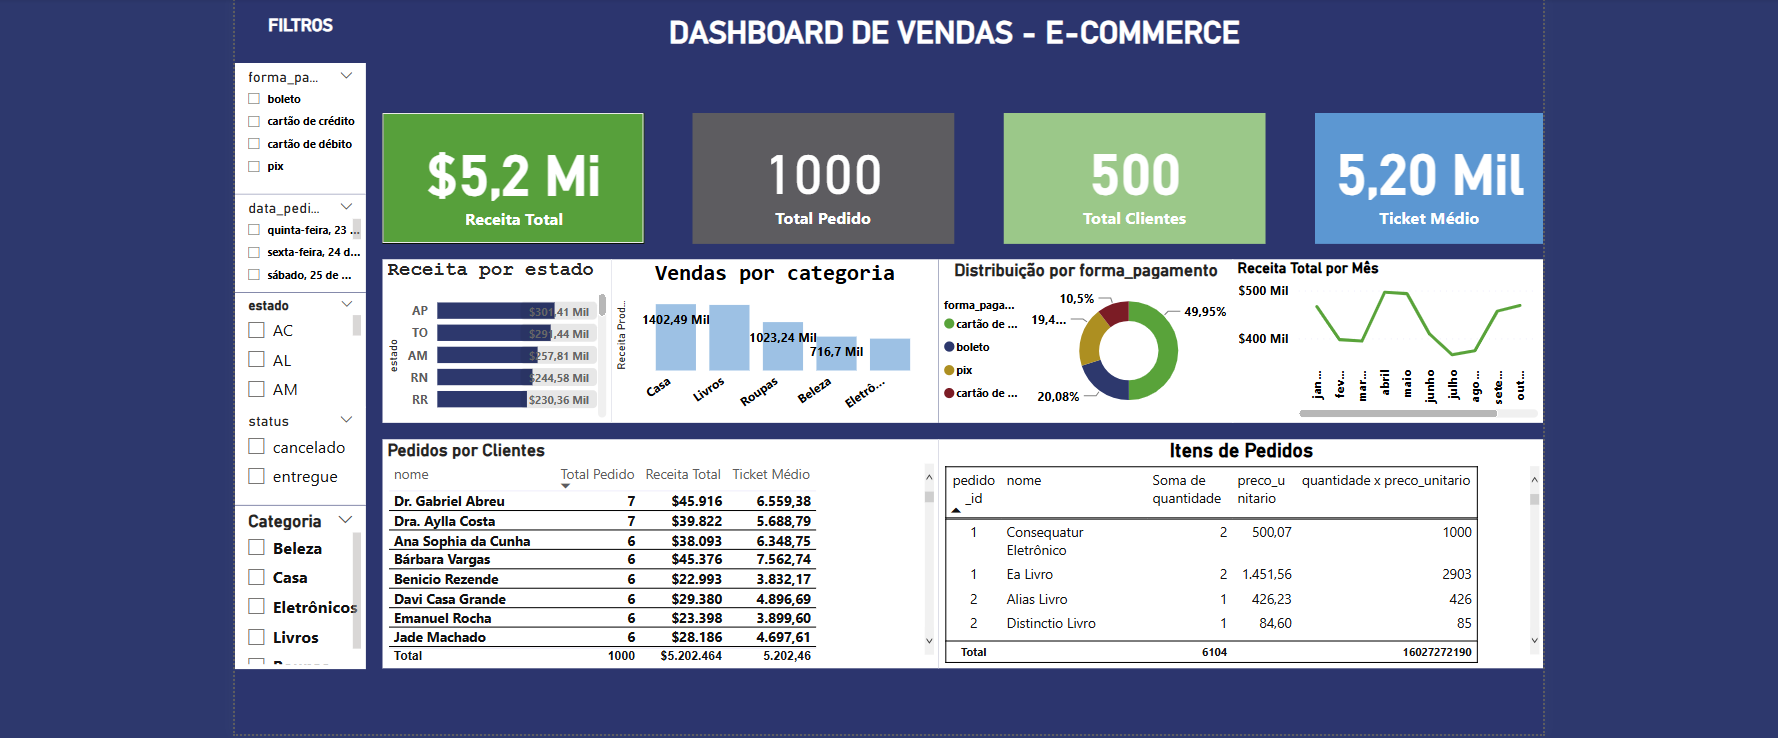 FILTROS
DASHBOARD DE VENDAS - E-COMMERCE
forma_pa...
boleto
cartão de crédito
cartão de débito
pix
data_pedi...
quinta-feira, 23 ...
sexta-feira, 24 d...
sábado, 25 de ...
estado
AC
AL
AM
status
cancelado
entregue
Categoria
Beleza
Casa
Eletrônicos
Livros
$5,2 Mi
Receita Total
1000
Total Pedido
500
Total Clientes
5,20 Mil
Ticket Médio
Receita por estado
estado
AP $301,41 Mil
TO $291,44 Mil
AM $257,81 Mil
RN $244,58 Mil
RR $230,36 Mil
Vendas por categoria
Receita Prod...
1402,49 Mil
1023,24 Mil
716,7 Mil
Casa
Livros
Roupas
Beleza
Eletrô...
Distribuição por forma_pagamento
forma_paga...
cartão de ...
boleto
pix
cartão de ...
10,5%
19,4...
49,95%
20,08%
Receita Total por Mês
$500 Mil
$400 Mil
jan...
fev...
mar...
abril
maio
junho
julho
ago...
sete...
out...
Pedidos por Clientes
nome Total Pedido Receita Total Ticket Médio
Dr. Gabriel Abreu 7 $45.916 6.559,38
Dra. Aylla Costa 7 $39.822 5.688,79
Ana Sophia da Cunha 6 $38.093 6.348,75
Bárbara Vargas 6 $45.376 7.562,74
Benicio Rezende 6 $22.993 3.832,17
Davi Casa Grande 6 $29.380 4.896,69
Emanuel Rocha 6 $23.398 3.899,60
Jade Machado 6 $28.186 4.697,61
Total 1000 $5.202.464 5.202,46
Itens de Pedidos
pedido nome Soma de preco_u quantidade x preco_unitario
_id quantidade nitario
1 Consequatur 2 500,07 1000
Eletrônico
1 Ea Livro 2 1.451,56 2903
2 Alias Livro 1 426,23 426
2 Distinctio Livro 1 84,60 85
Total 6104 16027272190